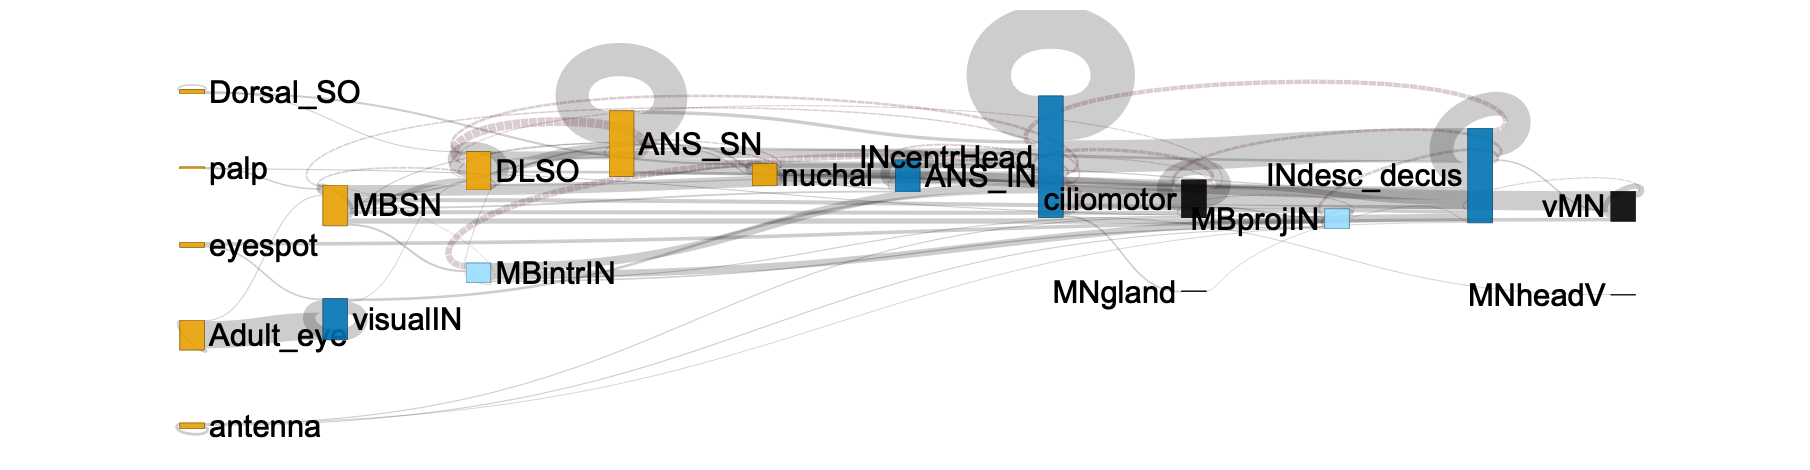 Dorsal_SO
palp
MBSN
eyespot
Adult_eye
visualIN
antenna
DLSO
MBintrIN
ANS_SN
nuchal
INcentrHead
ANS_IN
ciliomotor
MBprojIN
MNgland
INdesc_decus
vMN
MNheadV